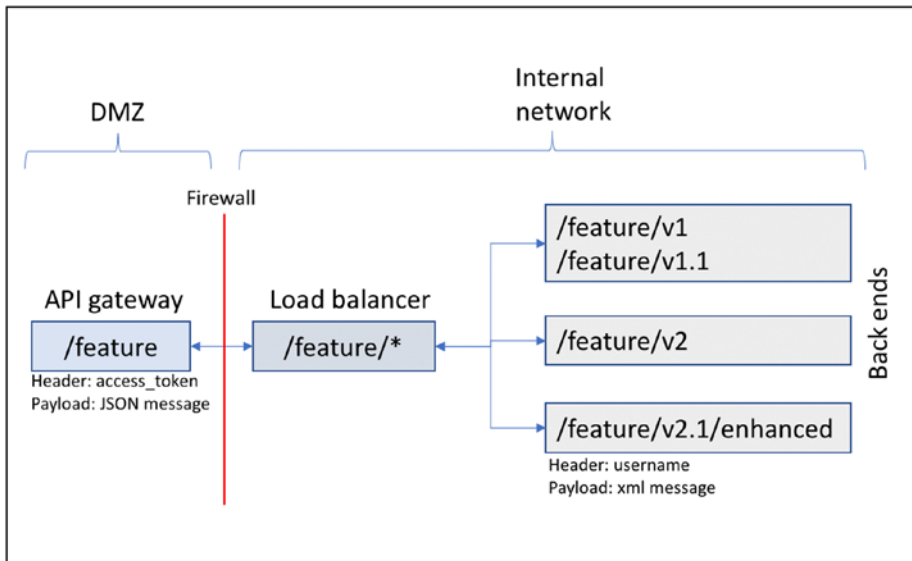 DMZ
Internal
network
Firewall
API gateway
/feature
Header: access_token
Payload: JSON message
Load balancer
/feature/*
/feature/v1
/feature/v1.1
/feature/v2
/feature/v2.1/enhanced
Header: username
Payload: xml message
Back ends